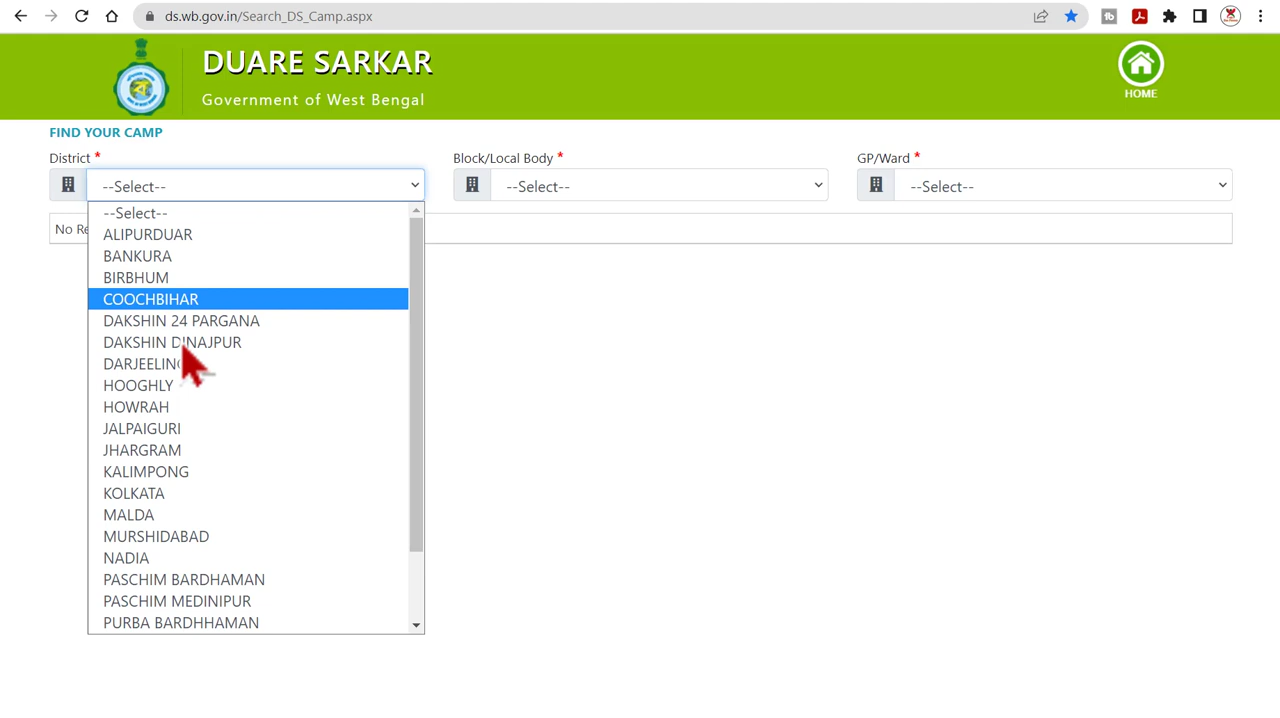 ds.wb.gov.in/Search_DS_Camp.aspx
DUARE SARKAR
Government of West Bengal
HOME
FIND YOUR CAMP
District * Block/Local Body * GP/Ward *
--Select-- --Select-- --Select--
No Re
--Select--
ALIPURDUAR
BANKURA
BIRBHUM
COOCHBIHAR
DAKSHIN 24 PARGANA
DAKSHIN DINAJPUR
DARJEELING
HOOGHLY
HOWRAH
JALPAIGURI
JHARGRAM
KALIMPONG
KOLKATA
MALDA
MURSHIDABAD
NADIA
PASCHIM BARDHAMAN
PASCHIM MEDINIPUR
PURBA BARDHHAMAN